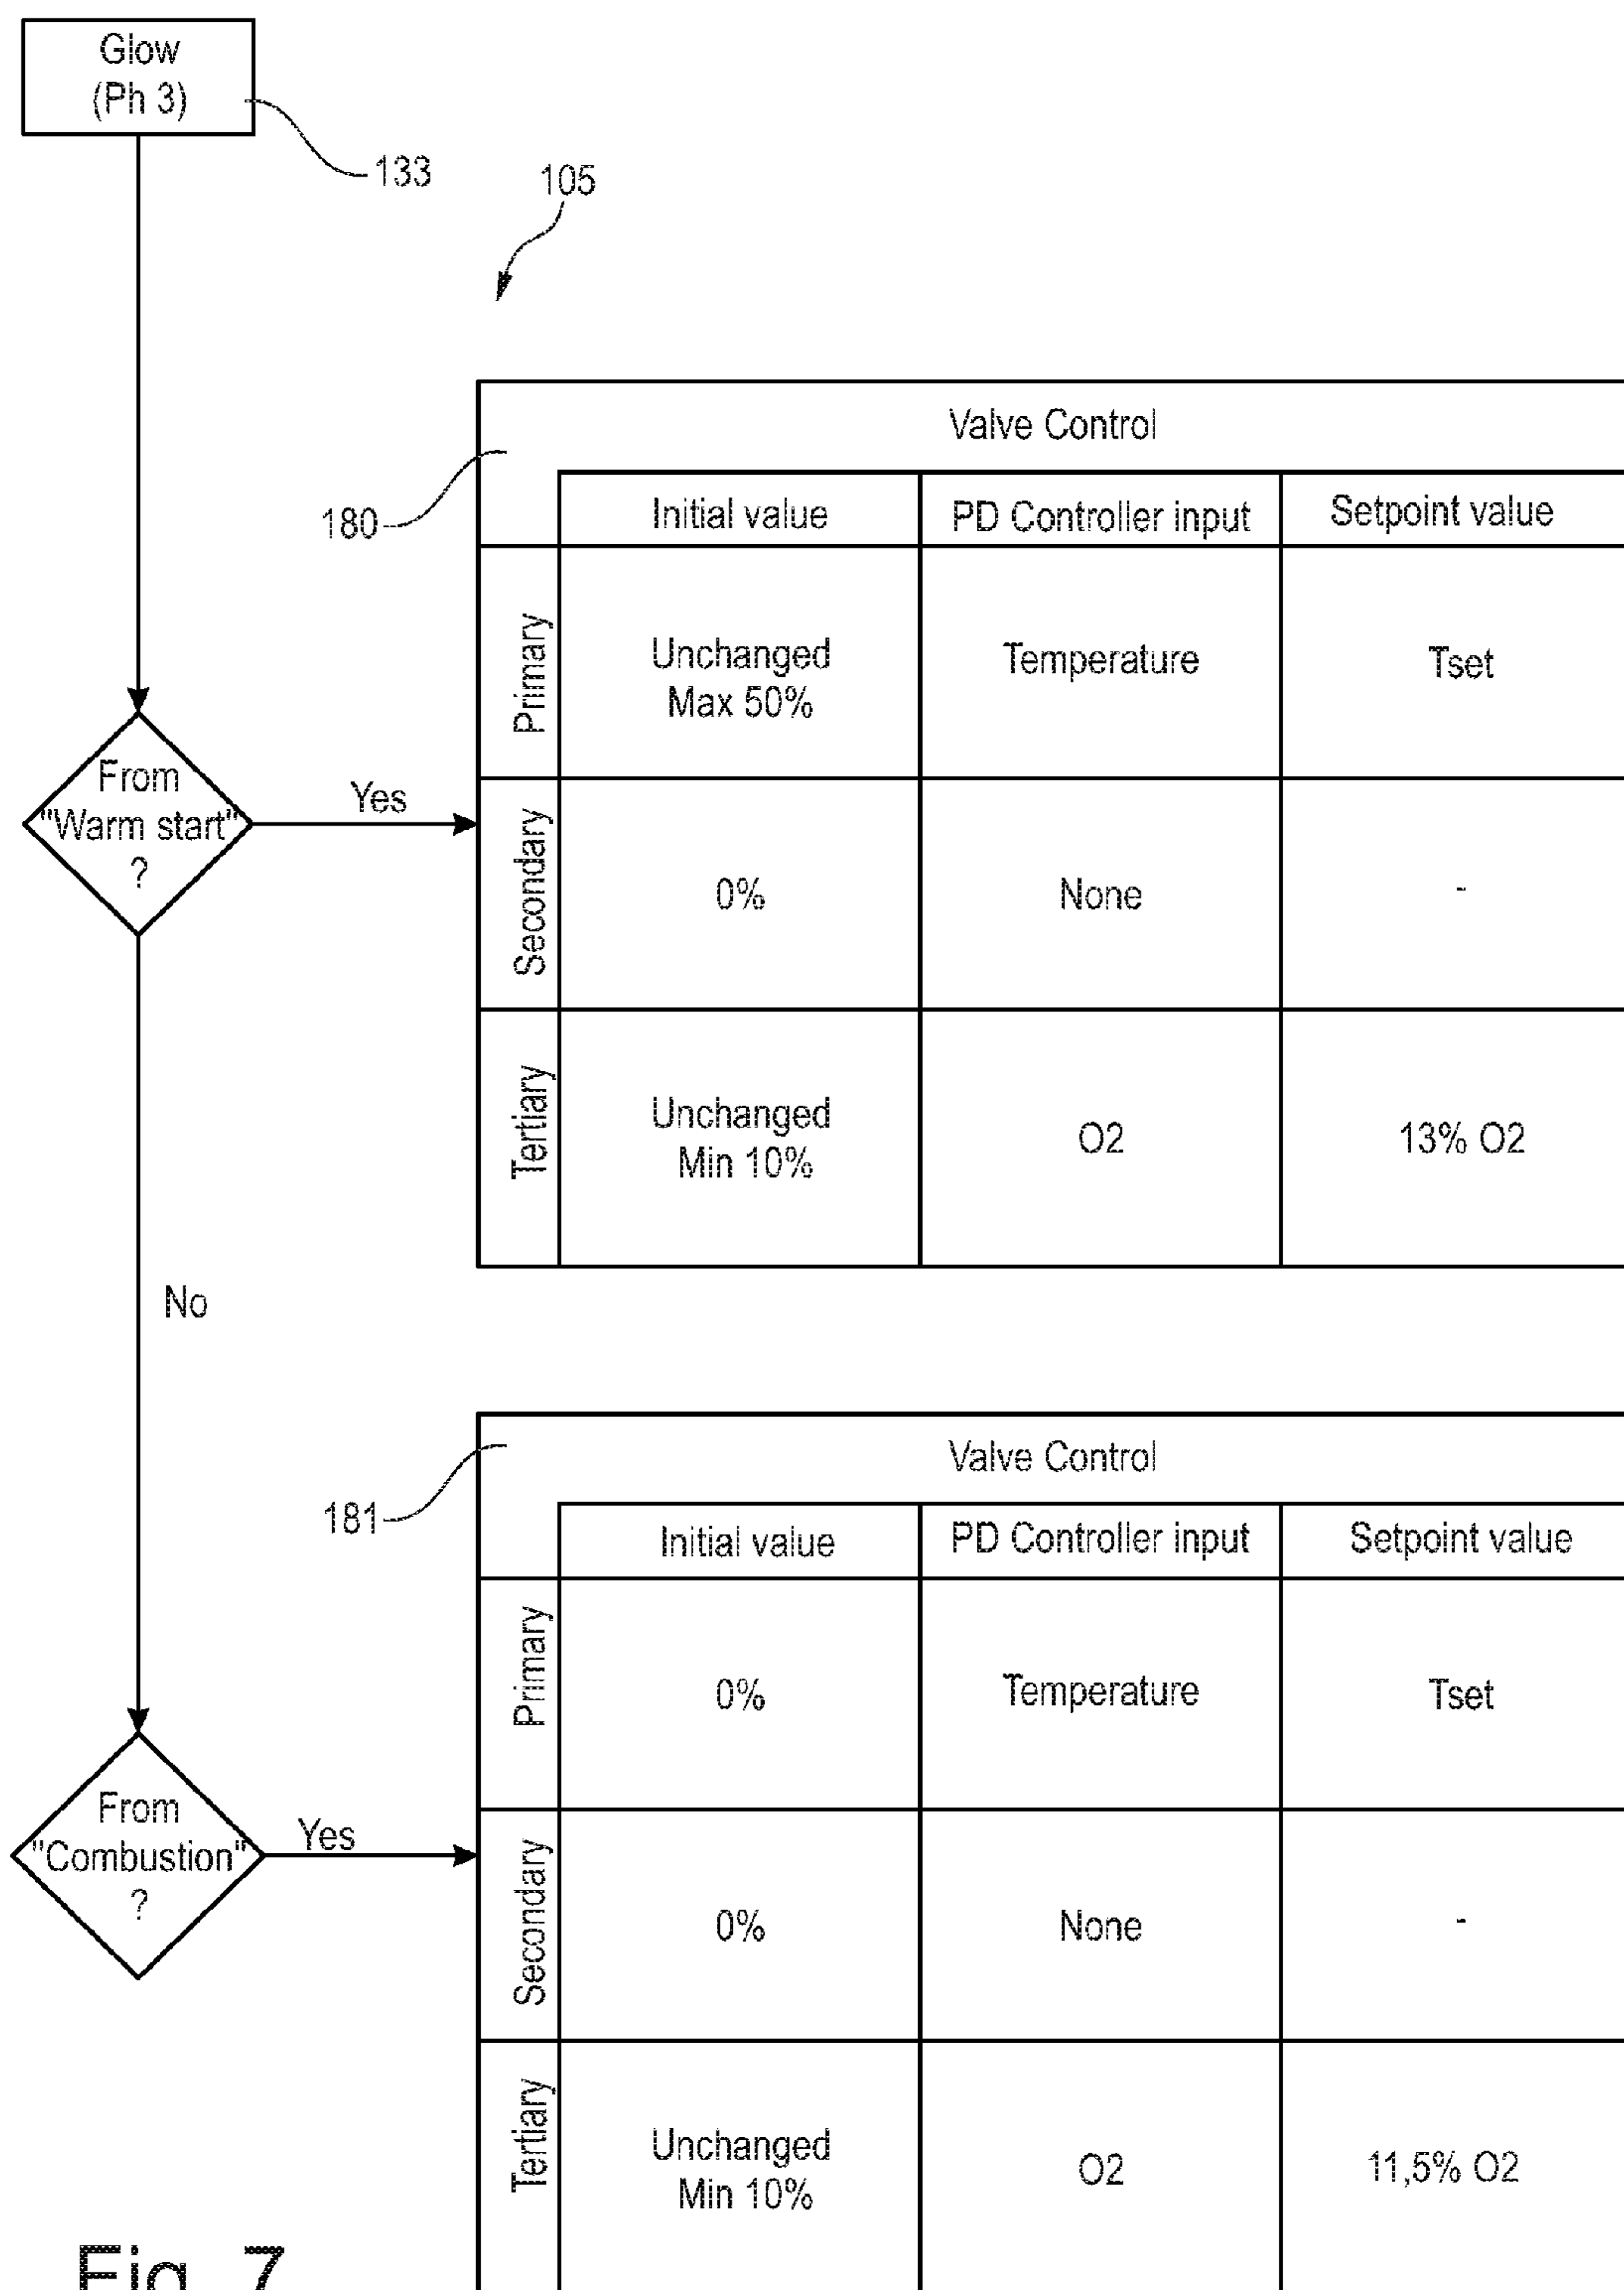 Glow
(Ph 3)
133
105
Valve Control
180
Initial value
PD Controller input
Setpoint value
Primary
Unchanged
Max 50%
Temperature
Tset
From
"Warm start"
?
Yes
Secondary
0%
None
-
Tertiary
Unchanged
Min 10%
O2
13% O2
No
Valve Control
181
Initial value
PD Controller input
Setpoint value
Primary
0%
Temperature
Tset
From
"Combustion"
?
Yes
Secondary
0%
None
-
Tertiary
Unchanged
Min 10%
O2
11,5% O2
Fig. 7